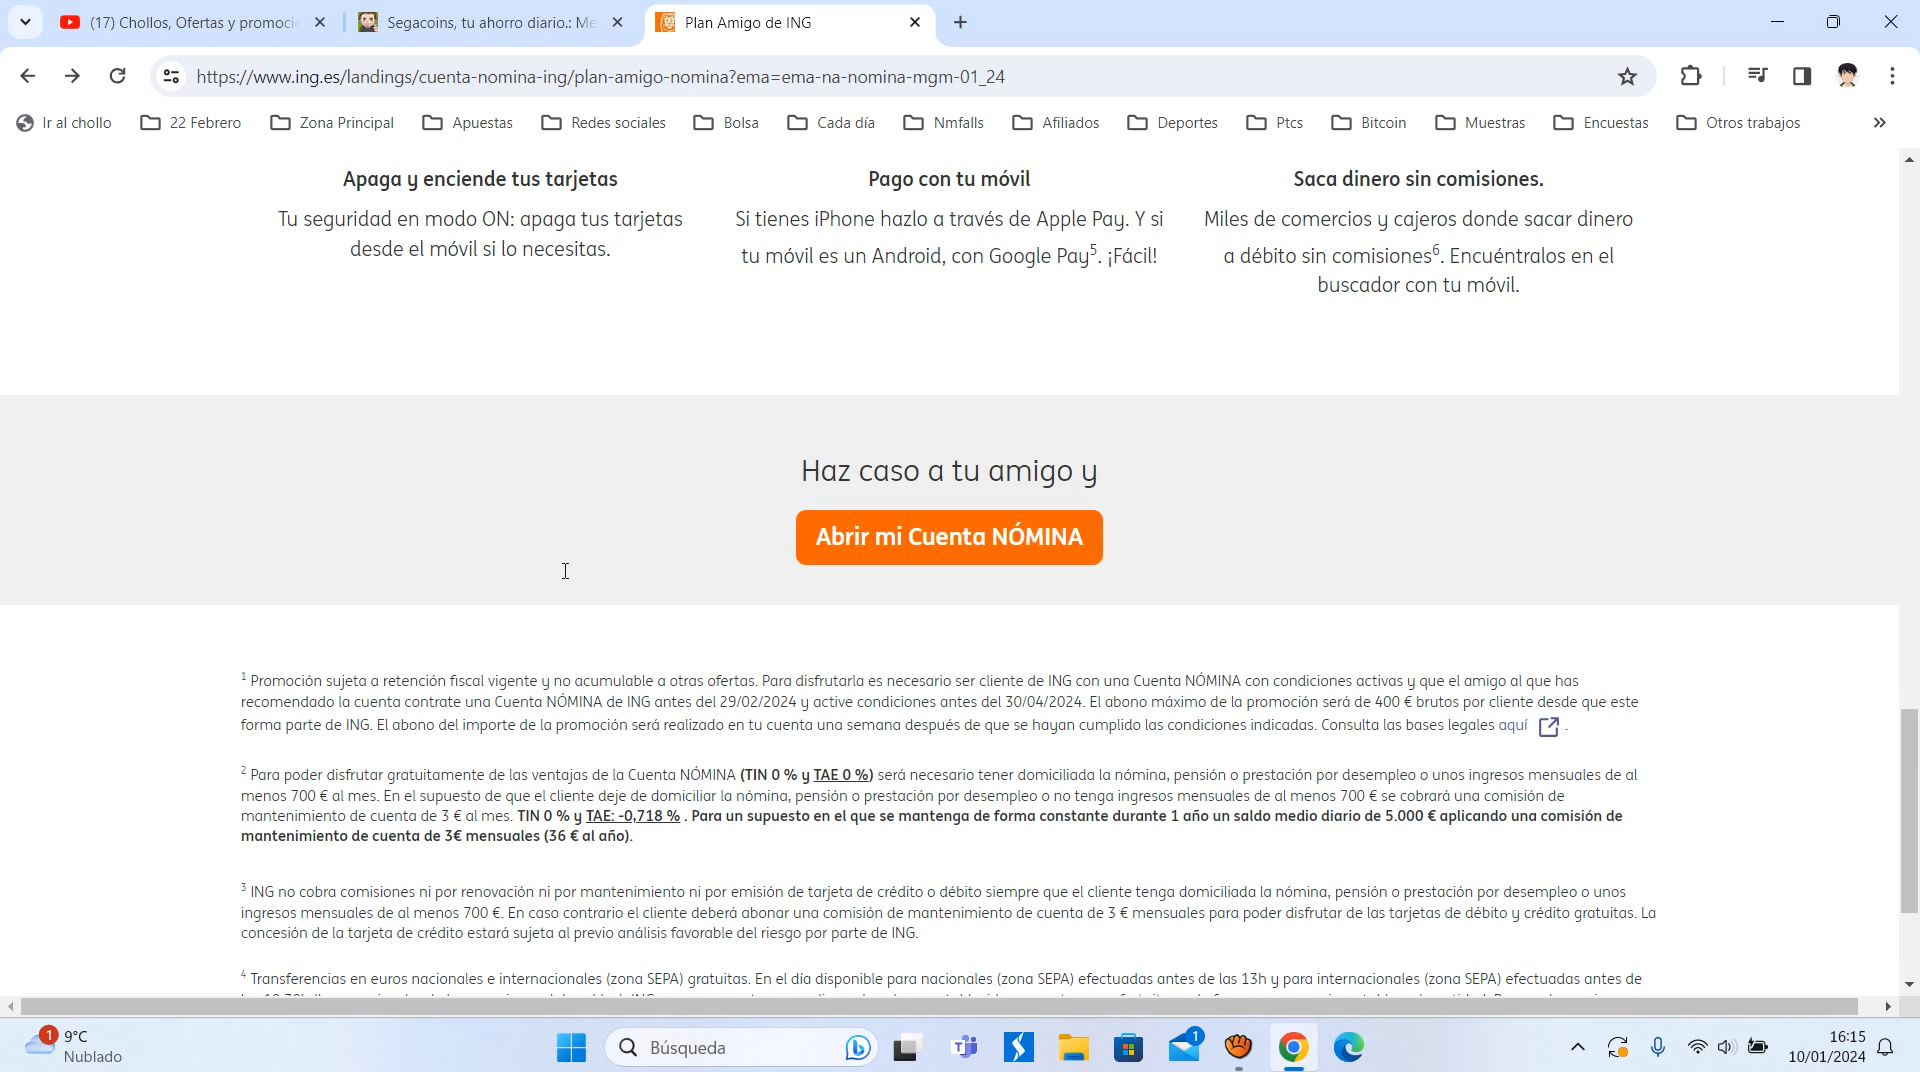 (17) Chollos, Ofertas y promoci
Segacoins, tu ahorro diario.: Me
Plan Amigo de ING
https://www.ing.es/landings/cuenta-nomina-ing/plan-amigo-nomina?ema=ema-na-nomina-mgm-01_24
Ir al chollo
22 Febrero
Zona Principal
Apuestas
Redes sociales
Bolsa
Cada día
Nmfalls
Afiliados
Deportes
Ptcs
Bitcoin
Muestras
Encuestas
Otros trabajos
Apaga y enciende tus tarjetas
Tu seguridad en modo ON: apaga tus tarjetas
desde el móvil si lo necesitas.
Pago con tu móvil
Si tienes iPhone hazlo a través de Apple Pay. Y si
tu móvil es un Android, con Google Pay5. ¡Fácil!
Saca dinero sin comisiones.
Miles de comercios y cajeros donde sacar dinero
a débito sin comisiones6. Encuéntralos en el
buscador con tu móvil.
Haz caso a tu amigo y
Abrir mi Cuenta NÓMINA
1 Promoción sujeta a retención fiscal vigente y no acumulable a otras ofertas. Para disfrutarla es necesario ser cliente de ING con una Cuenta NÓMINA con condiciones activas y que el amigo al que has
recomendado la cuenta contrate una Cuenta NÓMINA de ING antes del 29/02/2024 y active condiciones antes del 30/04/2024. El abono máximo de la promoción será de 400 € brutos por cliente desde que este
forma parte de ING. El abono del importe de la promoción será realizado en tu cuenta una semana después de que se hayan cumplido las condiciones indicadas. Consulta las bases legales aquí .
2 Para poder disfrutar gratuitamente de las ventajas de la Cuenta NÓMINA (TIN 0 % y TAE 0 %) será necesario tener domiciliada la nómina, pensión o prestación por desempleo o unos ingresos mensuales de al
menos 700 € al mes. En el supuesto de que el cliente deje de domiciliar la nómina, pensión o prestación por desempleo o no tenga ingresos mensuales de al menos 700 € se cobrará una comisión de
mantenimiento de cuenta de 3 € al mes. TIN 0 % y TAE: -0,718 % . Para un supuesto en el que se mantenga de forma constante durante 1 año un saldo medio diario de 5.000 € aplicando una comisión de
mantenimiento de cuenta de 3€ mensuales (36 € al año).
3 ING no cobra comisiones ni por renovación ni por mantenimiento ni por emisión de tarjeta de crédito o débito siempre que el cliente tenga domiciliada la nómina, pensión o prestación por desempleo o unos
ingresos mensuales de al menos 700 €. En caso contrario el cliente deberá abonar una comisión de mantenimiento de cuenta de 3 € mensuales para poder disfrutar de las tarjetas de débito y crédito gratuitas. La
concesión de la tarjeta de crédito estará sujeta al previo análisis favorable del riesgo por parte de ING.
4 Transferencias en euros nacionales e internacionales (zona SEPA) gratuitas. En el día disponible para nacionales (zona SEPA) efectuadas antes de las 13h y para internacionales (zona SEPA) efectuadas antes de
1
9°C
Nublado
Búsqueda
1
16:15
10/01/2024